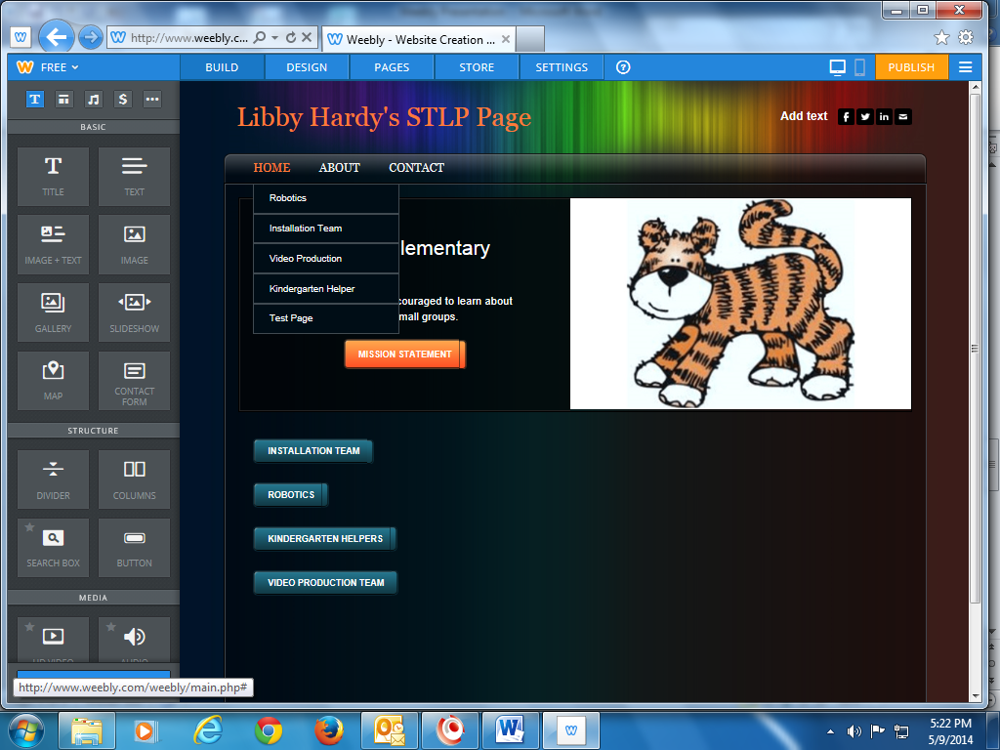 http://www.weebly.c...
Weebly - Website Creation ...
FREE
BUILD
DESIGN
PAGES
STORE
SETTINGS
PUBLISH
BASIC
TITLE
TEXT
IMAGE + TEXT
IMAGE
GALLERY
SLIDESHOW
MAP
CONTACT
FORM
STRUCTURE
DIVIDER
COLUMNS
SEARCH BOX
BUTTON
MEDIA
HD VIDEO
AUDIO
http://www.weebly.com/weebly/main.php#
Libby Hardy's STLP Page
Add text
HOME
ABOUT
CONTACT
Robotics
Installation Team
Video Production
Kindergarten Helper
Test Page
lementary
couraged to learn about
mall groups.
MISSION STATEMENT
INSTALLATION TEAM
ROBOTICS
KINDERGARTEN HELPERS
VIDEO PRODUCTION TEAM
5:22 PM
5/9/2014